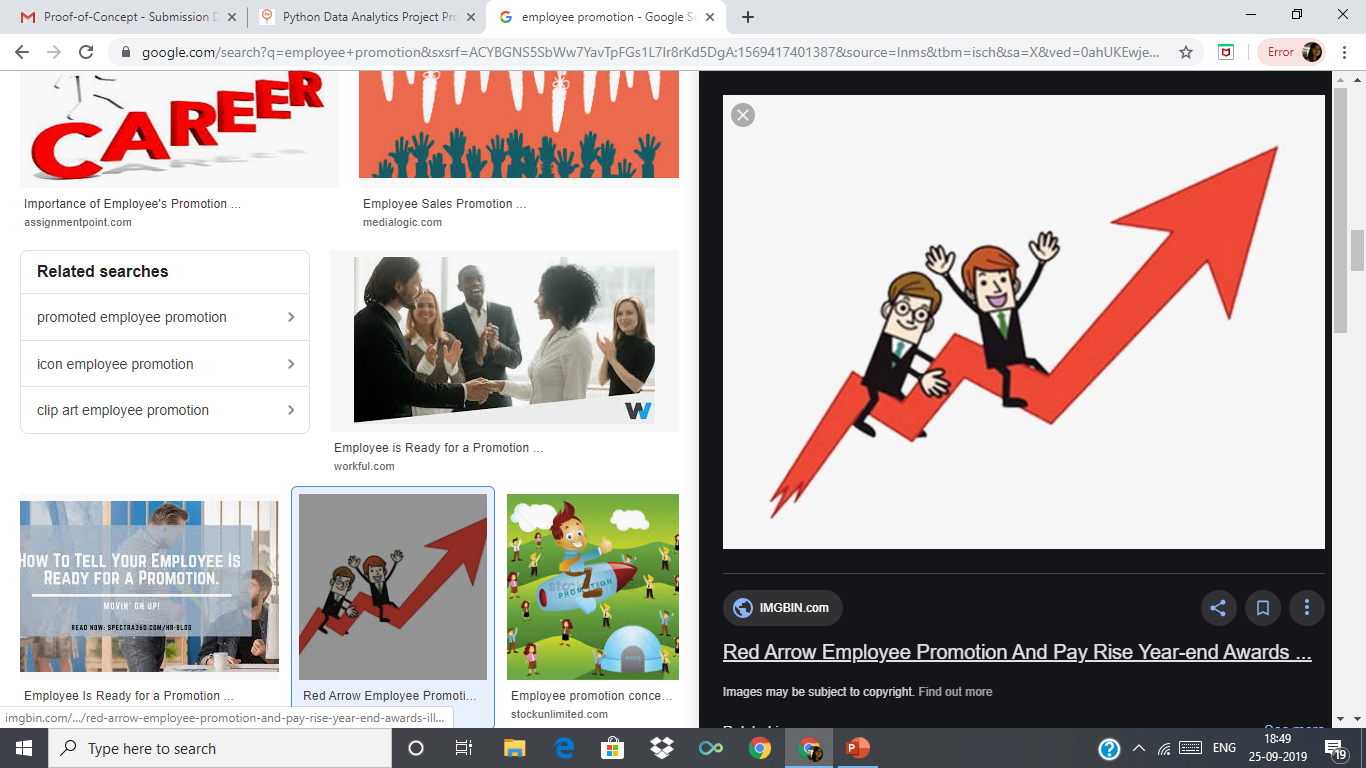 Proof-of-Concept - Submission D
Python Data Analytics Project Pro
employee promotion - Google Se
google.com/search?q=employee+promotion&sxsrf=ACYBGNS5SbWw7YavTpFGs1L7lr8rKd5DgA:1569417401387&source=lnms&tbm=isch&sa=X&ved=0ahUKEwje...
Error
CAREER
Importance of Employee's Promotion ...
assignmentpoint.com
Employee Sales Promotion ...
medialogic.com
Related searches
promoted employee promotion
icon employee promotion
clip art employee promotion
W
Employee is Ready for a Promotion ...
workful.com
How To Tell Your Employee Is
Ready for a Promotion.
MOVIN' ON UP!
READ NOW: SPECTRA360.COM/HR-BLOG
Employee Is Ready for a Promotion ...
Red Arrow Employee Promoti...
PROMOTION
Employee promotion conce...
stockunlimited.com
IMGBIN.com
Red Arrow Employee Promotion And Pay Rise Year-end Awards ...
Images may be subject to copyright. Find out more
imgbin.com/.../red-arrow-employee-promotion-and-pay-rise-year-end-awards-ill...
Type here to search
ENG
18:49
25-09-2019
19